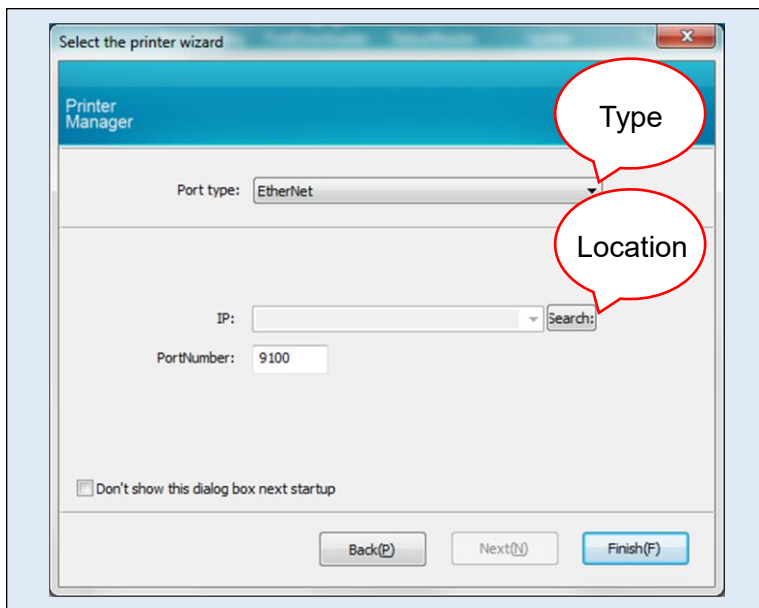 Select the printer wizard
Printer
Manager
Type
Port type: EtherNet
Location
IP: Search:
PortNumber: 9100
Don't show this dialog box next startup
Back(P) Next(N) Finish(F)